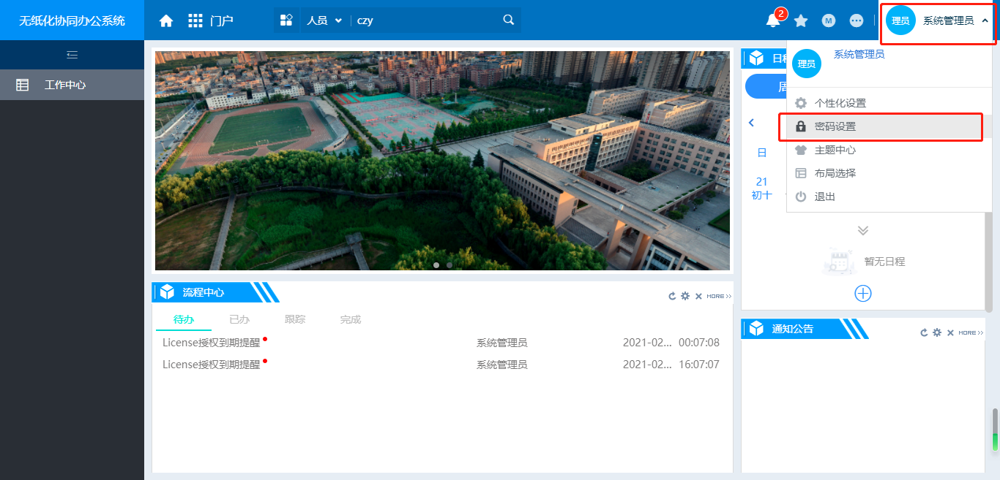 无纸化协同办公系统
门户
人员
czy
2
M
理员
系统管理员
工作中心
理员
系统管理员
个性化设置
密码设置
主题中心
布局选择
退出
日
21
初十
暂无日程
流程中心
MORE
待办
已办
跟踪
完成
License授权到期提醒
系统管理员
2021-02... 00:07:08
License授权到期提醒
系统管理员
2021-02... 16:07:07
通知公告
MORE